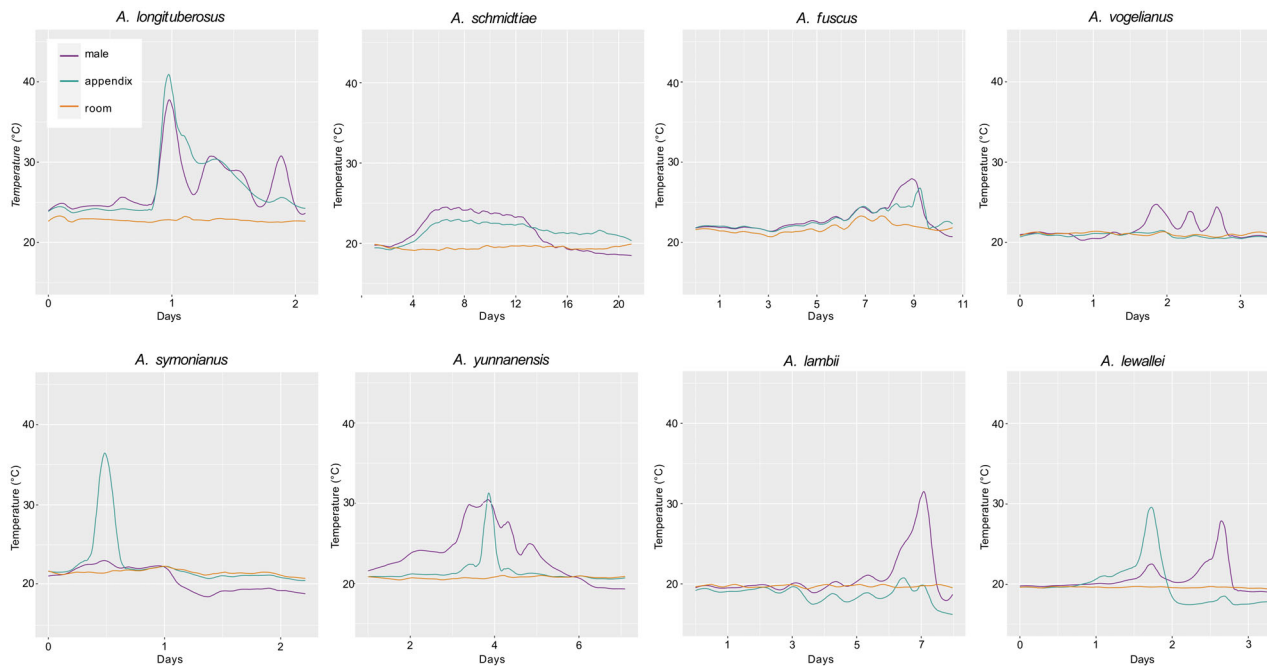 A. longituberosus
A. schmidtiae
A. fuscus
A. vogelianus
male
appendix
room
Temperature (°C)
40
30
20
0
1
2
Days
Temperature (°C)
40
30
20
4
8
12
16
20
Days
Temperature (°C)
40
30
20
1
3
5
7
9
11
Days
Temperature (°C)
40
30
20
0
1
2
3
Days
A. symonianus
A. yunnanensis
A. lambii
A. lewallei
Temperature (°C)
40
30
20
0
1
2
Days
Temperature (°C)
40
30
20
2
4
6
Days
Temperature (°C)
40
30
20
1
3
5
7
Days
Temperature (°C)
40
30
20
0
1
2
3
Days